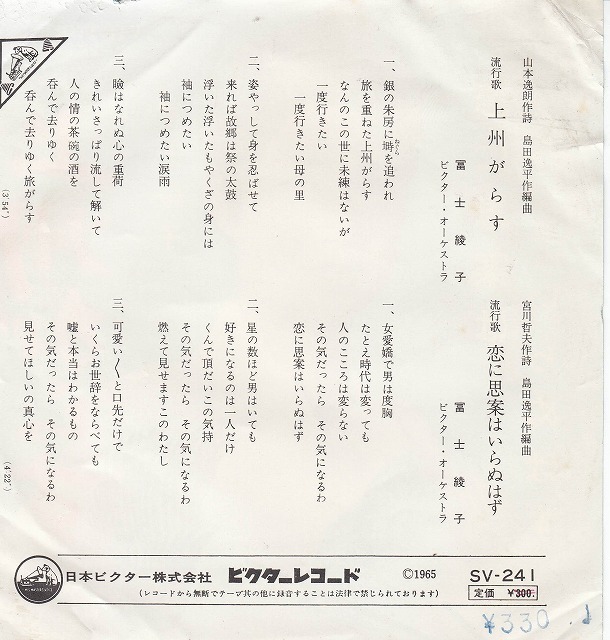 山本逸朗作詩　島田逸平作編曲
流行歌　上州がらす
冨士綾子
ビクター・オーケストラ
一、銀の朱房に塒を追われ
ねぐら
旅を重ねた上州がらす
なんのこの世に未練はないが
一度行きたい
一度行きたい母の里
二、姿やつして身を忍ばせて
来れば故郷は祭の太鼓
浮いた浮いたもやくざの身には
袖につめたい
袖につめたい涙雨
三、瞼はなれぬ心の重荷
きれいさっぱり流して解いて
人の情の茶碗の酒を
呑んで去りゆく
呑んで去りゆく旅がらす
(3′54″)
宮川哲夫作詩　島田逸平作編曲
流行歌　恋に思案はいらぬはず
冨士綾子
ビクター・オーケストラ
一、女愛嬌で男は度胸
たとえ時代は変っても
人のこころは変らない
その気だったら　その気になるわ
恋に思案はいらぬはず
二、星の数ほど男はいても
好きになるのは一人だけ
くんで頂だいこの気持
その気だったら　その気になるわ
燃えて見せますこのわたし
三、可愛い〱と口先だけで
いくらお世辞をならべても
嘘と本当はわかるもの
その気だったら　その気になるわ
見せてほしいの真心を
(4′22″)
日本ビクター株式会社　ビクターレコード　©1965　SV-241
(レコードから無断でテープ其の他に録音することは法律で禁じられております)
定価　¥300.
¥330